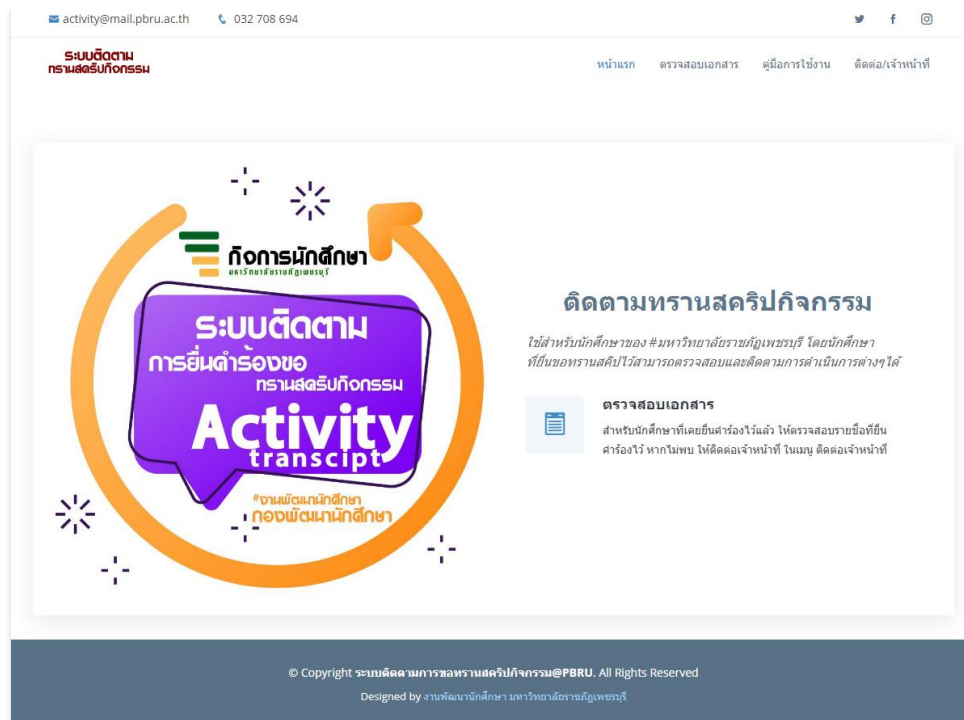 activity@mail.pbru.ac.th 032 708 694
ระบบติดตาม
ทรานสคริปกิจกรรม
หน้าแรก ตรวจสอบเอกสาร คู่มือการใช้งาน ติดต่อ/เจ้าหน้าที่
กิจการนักศึกษา
มหาวิทยาลัยราชภัฏเพชรบุรี
ระบบติดตาม
การยื่นคำร้องขอ
ทรานสคริปกิจกรรม
Activity
transcipt
#งานพัฒนานักศึกษา
กองพัฒนานักศึกษา
ติดตามทรานสคริปกิจกรรม
ใช้สำหรับนักศึกษาของ #มหาวิทยาลัยราชภัฏเพชรบุรี โดยนักศึกษา
ที่ยื่นขอทรานสคิปไว้สามารถตรวจสอบและติดตามการดำเนินการต่างๆได้
ตรวจสอบเอกสาร
สำหรับนักศึกษาที่เคยยื่นคำร้องไว้แล้ว ให้ตรวจสอบรายชื่อที่ยื่น
คำร้องไว้ หากไม่พบ ให้ติดต่อเจ้าหน้าที่ ในเมนู ติดต่อเจ้าหน้าที่
© Copyright ระบบติดตามการขอทรานสคริปกิจกรรม@PBRU. All Rights Reserved
Designed by งานพัฒนานักศึกษา มหาวิทยาลัยราชภัฏเพชรบุรี